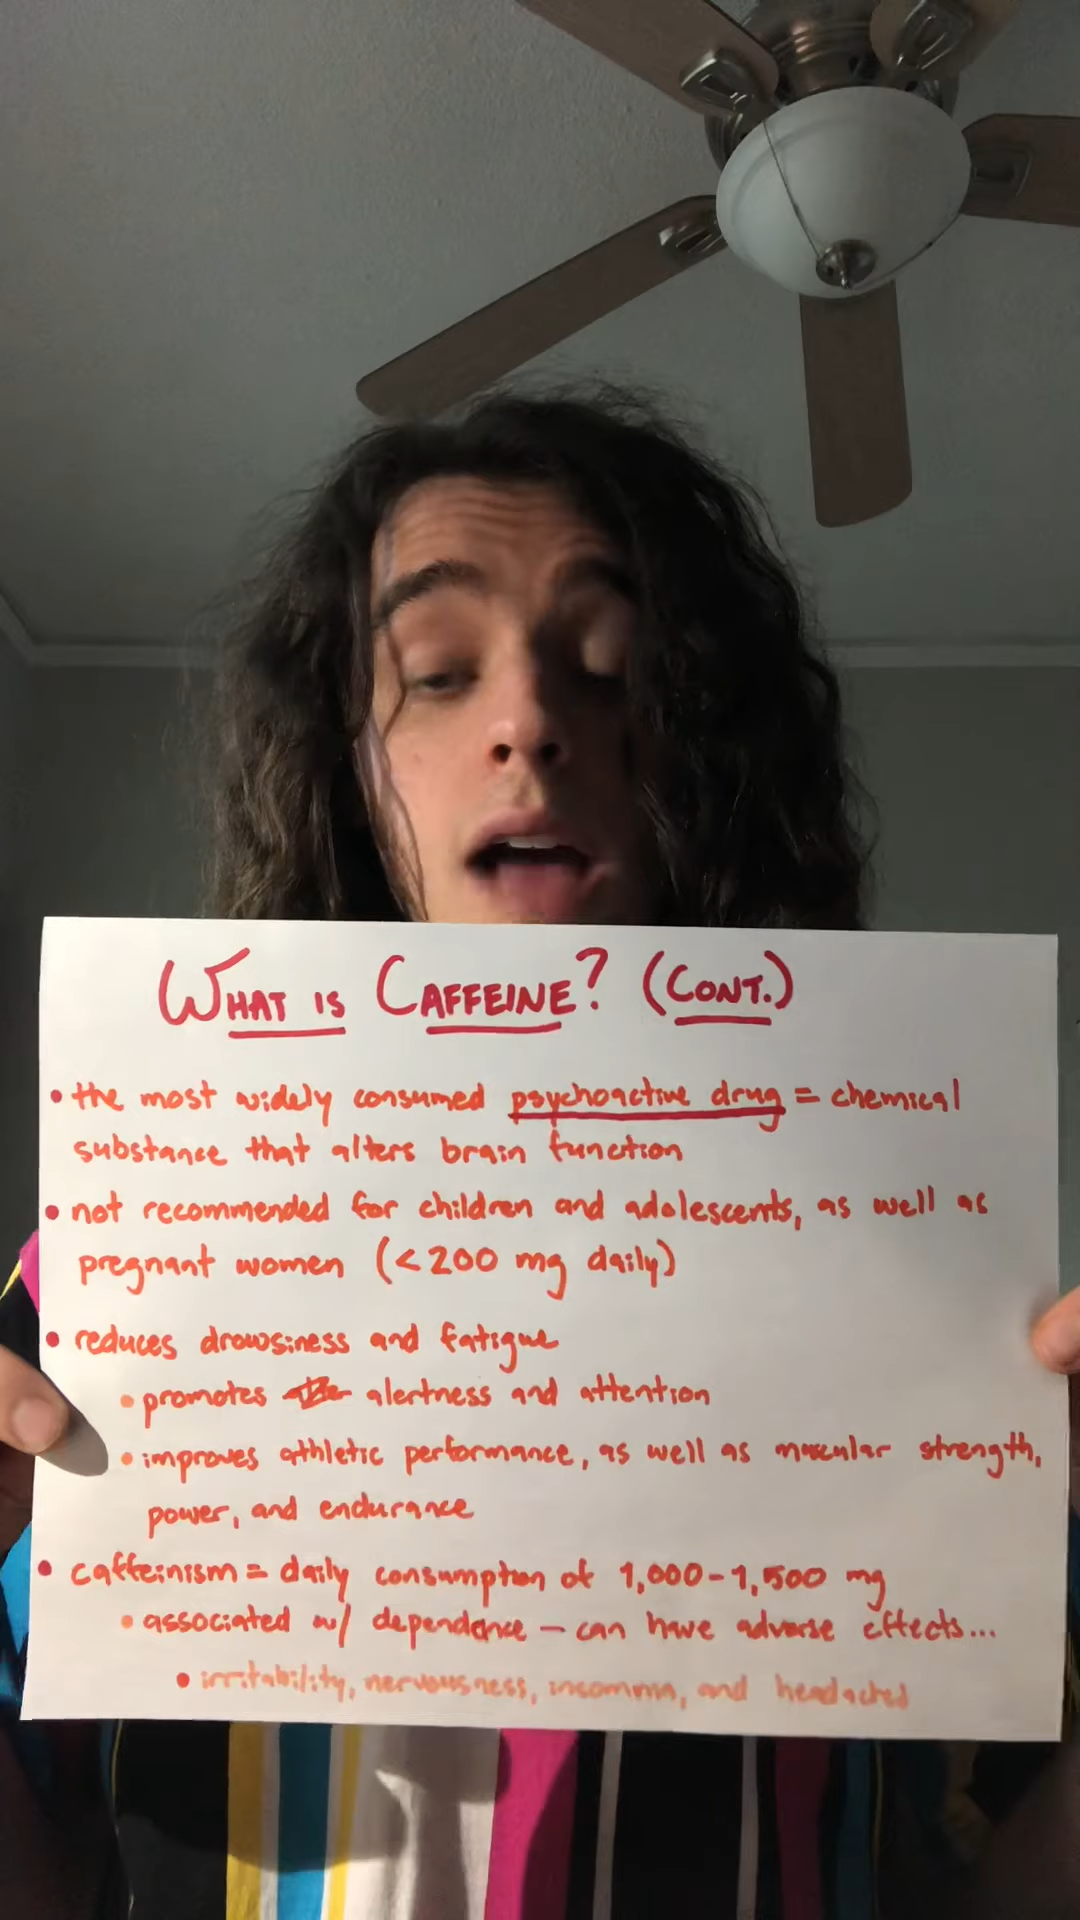 WHAT IS CAFFEINE? (CONT.)
• the most widely consumed psychoactive drug = chemical
substance that alters brain function
• not recommended for children and adolescents, as well as
pregnant women (<200 mg daily)
• reduces drowsiness and fatigue
• promotes alertness and attention
• improves athletic performance, as well as muscular strength,
power, and endurance
• caffeinism = daily consumption of 1,000-1,500 mg
• associated w/ dependence - can have adverse effects...
• irritability, nervousness, insomnia, and headaches